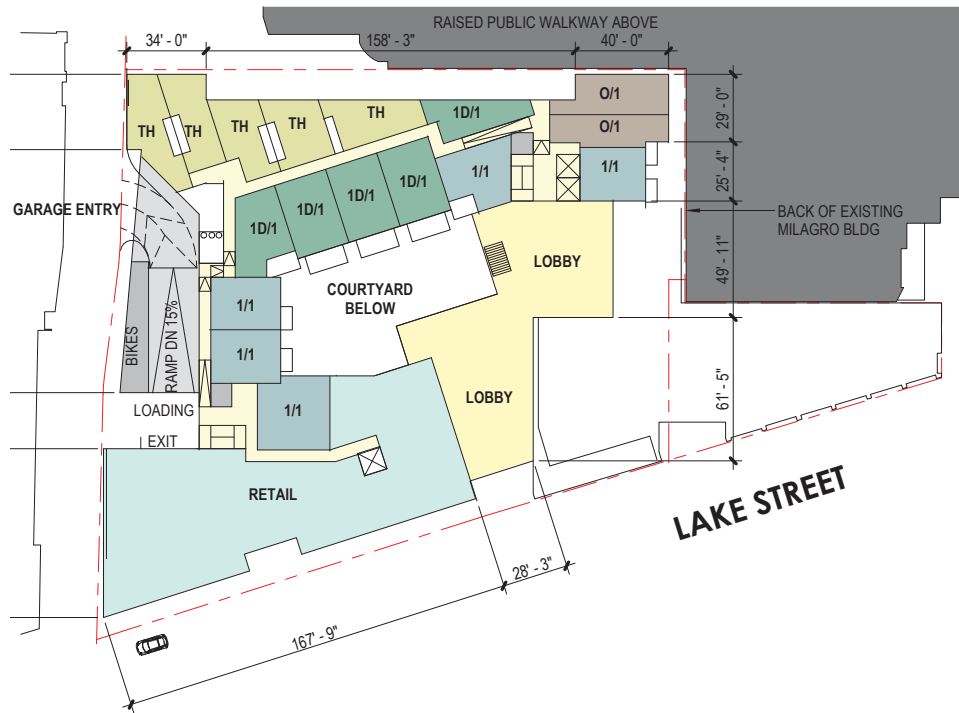 RAISED PUBLIC WALKWAY ABOVE
34' - 0"
158' - 3"
40' - 0"
O/1
O/1
29' - 0"
TH
TH
TH
TH
TH
1D/1
1/1
1/1
25' - 4"
1D/1
1D/1
1D/1
1D/1
GARAGE ENTRY
BACK OF EXISTING
MILAGRO BLDG
49' - 11"
LOBBY
COURTYARD
BELOW
1/1
1/1
BIKES
RAMP DN 15%
LOADING
EXIT
1/1
LOBBY
61' - 5"
RETAIL
LAKE STREET
28' - 3"
167' - 9"